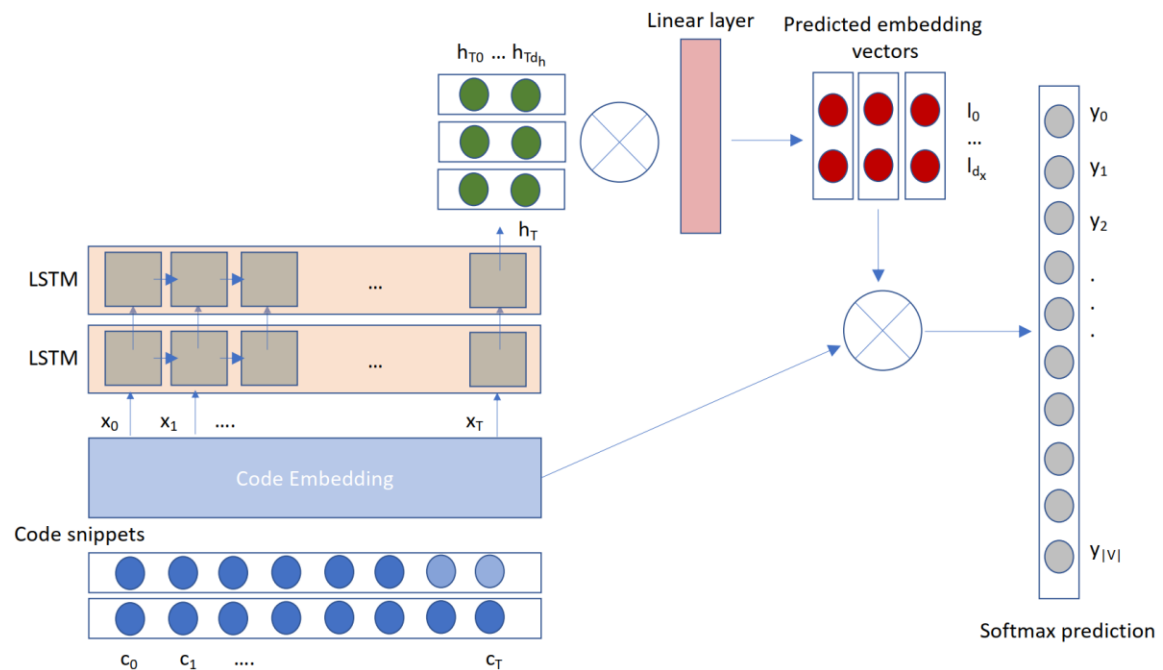 Linear layer
Predicted embedding
vectors
h_T0 ... h_Td_h
l_0
...
l_d_x
y_0
y_1
y_2
.
.
.
h_T
LSTM
...
LSTM
...
x_0 x_1 .... x_T
Code Embedding
Code snippets
y_|V|
Softmax prediction
c_0 c_1 .... c_T